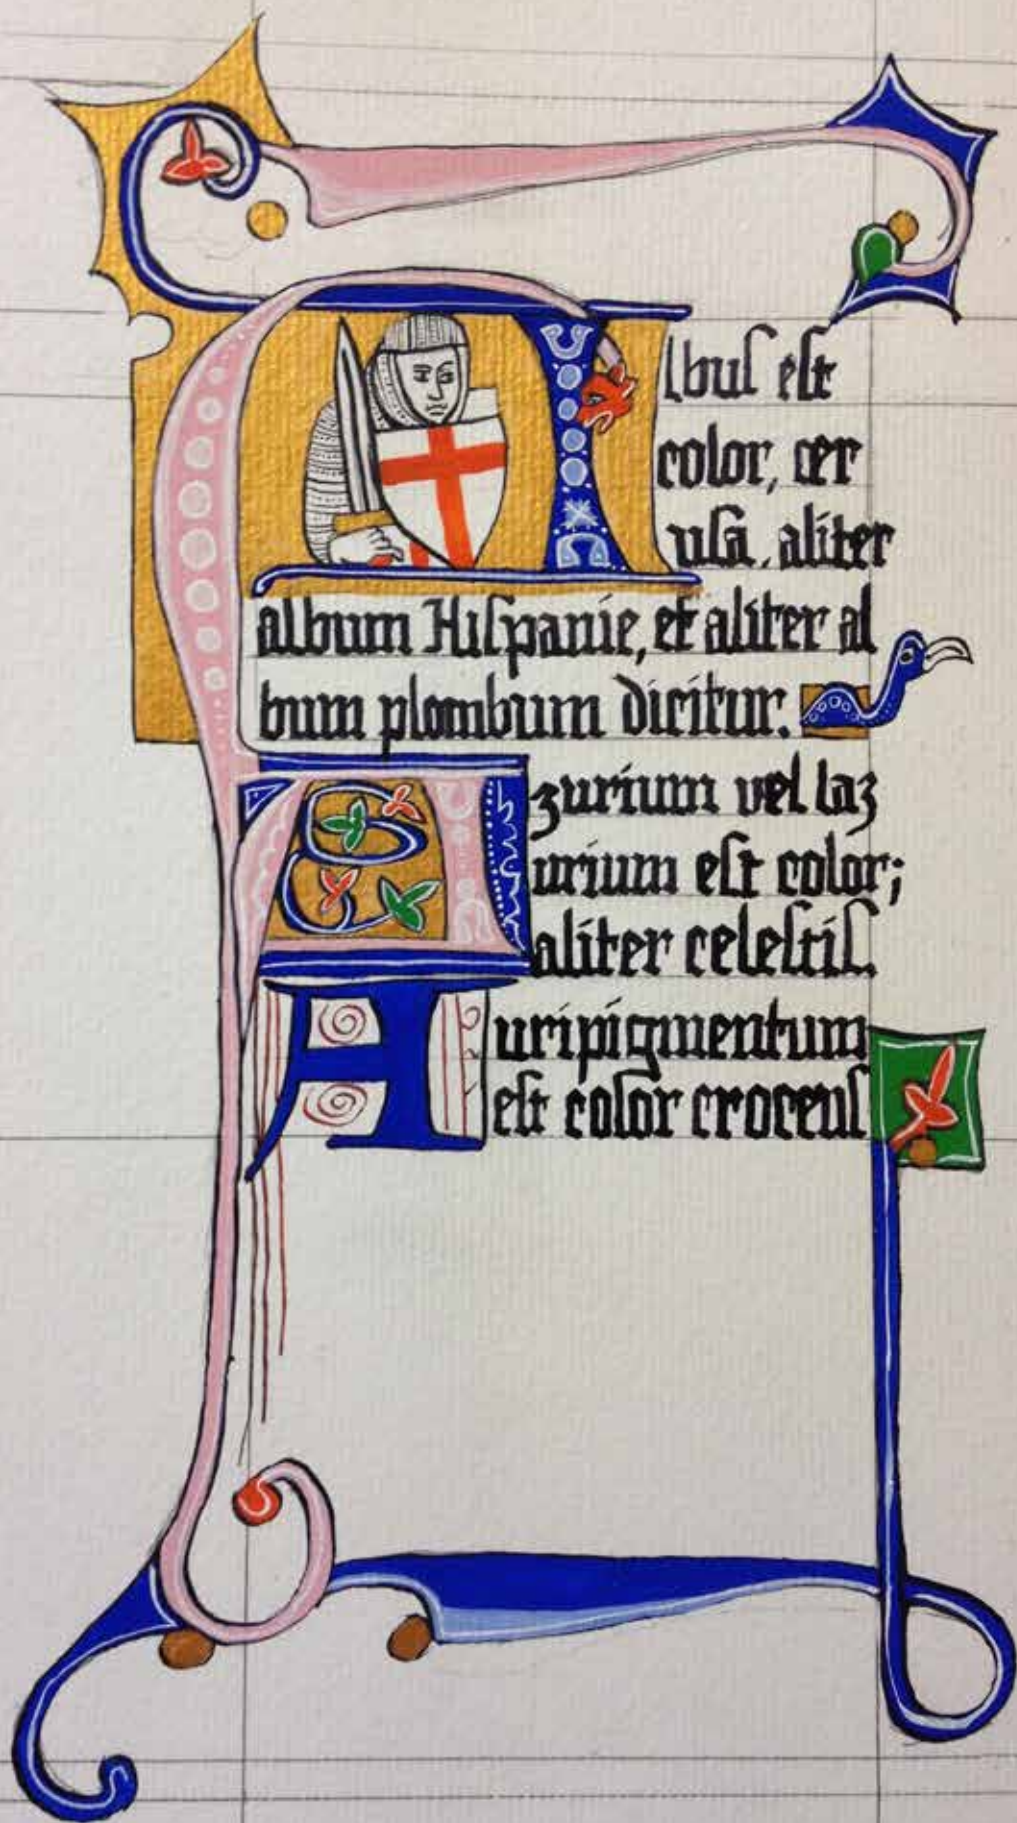 Albuſ eſt
color, cer
uſa, aliter
album Hiſpanie, et aliter al
bum plombum dicitur.
Azurium vel laz
urium eſt color;
aliter celeſtiſ.
Auripigmentum
eſt color croceuſ